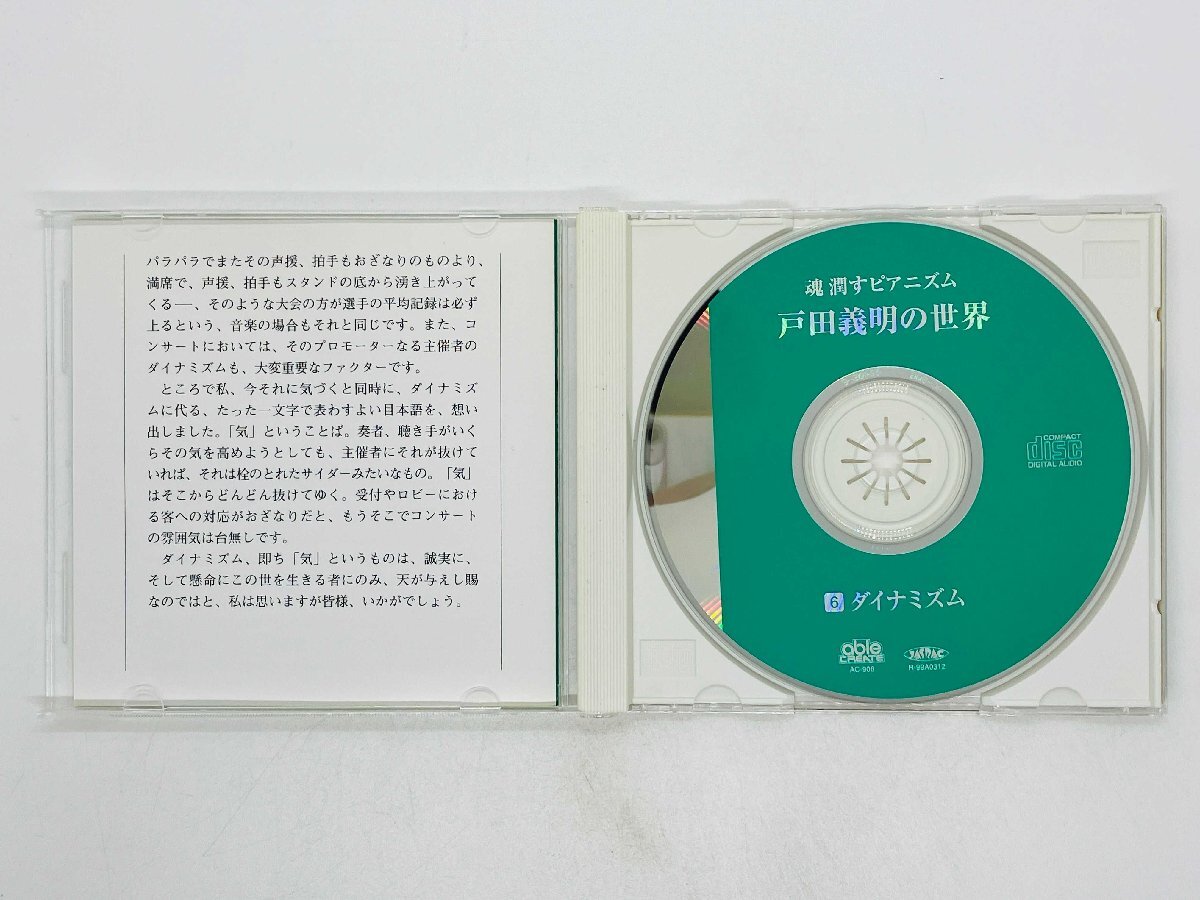 パラパラでまたその声援、拍手もおざなりのものより、
満席で、声援、拍手もスタンドの底から湧き上がって
くる──、そのような大会の方が選手の平均記録は必ず
上るという、音楽の場合もそれと同じです。また、コ
ンサートにおいては、そのプロモーターなる主催者の
ダイナミズムも、大変重要なファクターです。
ところで私、今それに気づくと同時に、ダイナミズ
ムに代る、たった一文字で表わすよい日本語を、想い
出しました。「気」ということば。奏者、聴き手がいく
らその気を高めようとしても、主催者にそれが抜けて
いれば、それは栓のとれたサイダーみたいなもの。「気」
はそこからどんどん抜けてゆく。受付やロビーにおけ
る客への対応がおざなりだと、もうそこでコンサート
の雰囲気は台無しです。
ダイナミズム、即ち「気」というものは、誠実に、
そして懸命にこの世を生きる者にのみ、天が与えし賜
なのではと、私は思いますが皆様、いかがでしょう。
魂 潤すピアニズム
戸田義明の世界
COMPACT
disc
DIGITAL AUDIO
6 ダイナミズム
able
CREATE
AC-906
JASRAC
R-99A0312